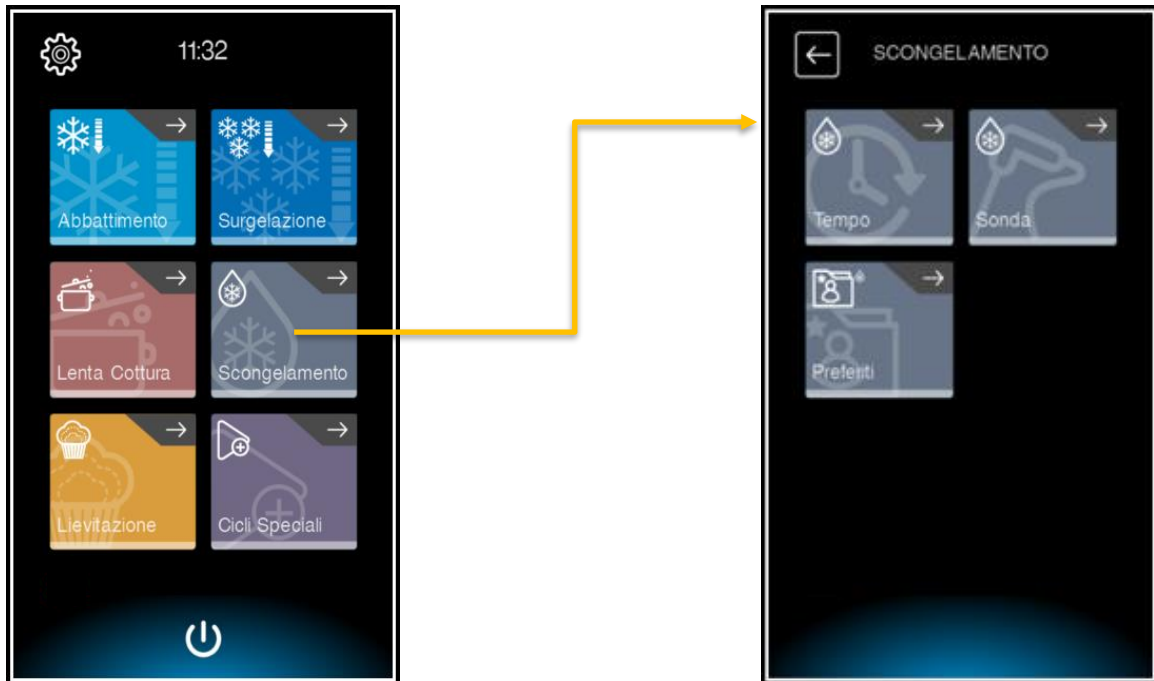 11:32
Abbattimento
Surgelazione
Lenta Cottura
Scongelamento
Lievitazione
Cicli Speciali
SCONGELAMENTO
Tempo
Sonda
Preferiti